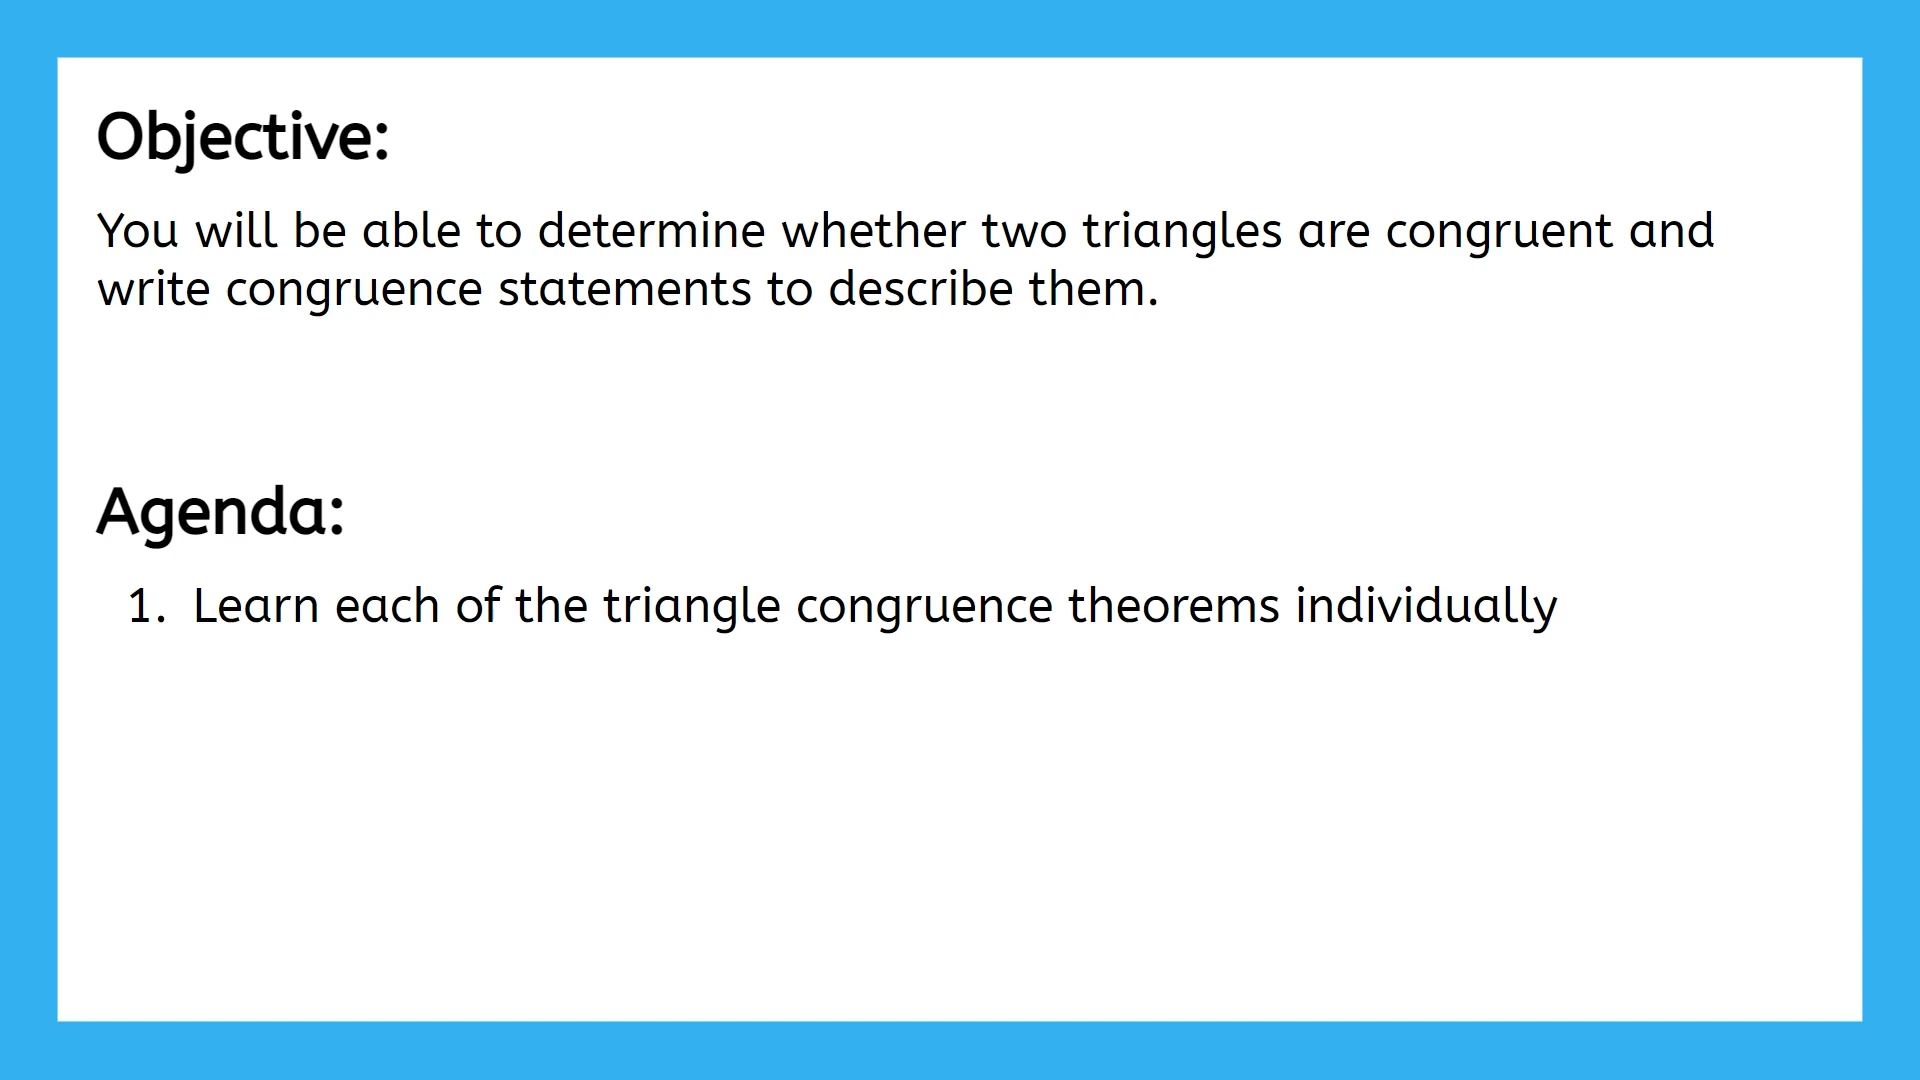 Objective:
You will be able to determine whether two triangles are congruent and
write congruence statements to describe them.
Agenda:
1. Learn each of the triangle congruence theorems individually